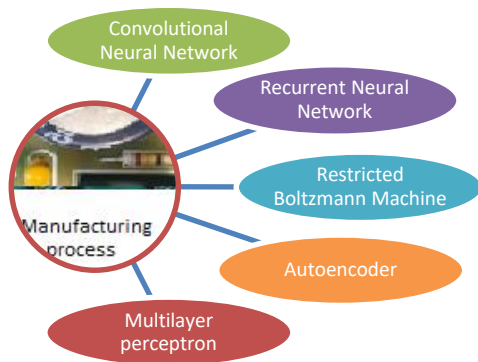 Convolutional
Neural Network
Recurrent Neural
Network
Restricted
Boltzmann Machine
Manufacturing
process
Autoencoder
Multilayer
perceptron